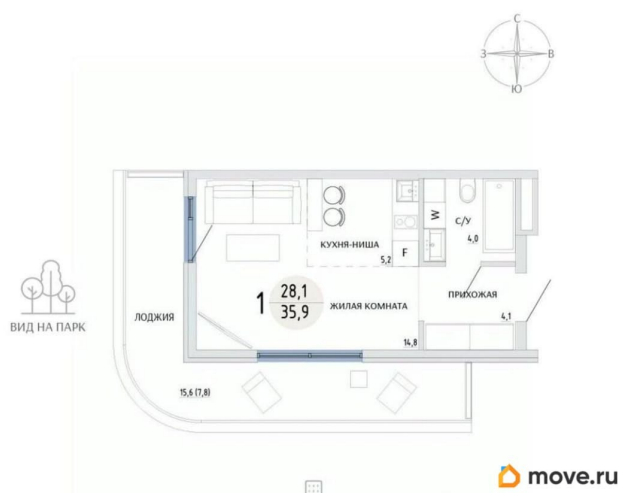 С
З
В
Ю
W
С/У
4,0
КУХНЯ-НИША
5,2
F
28,1
1
35,9
ЖИЛАЯ КОМНАТА
14,8
ПРИХОЖАЯ
4,1
ЛОДЖИЯ
ВИД НА ПАРК
15,6 (7,8)
move.ru